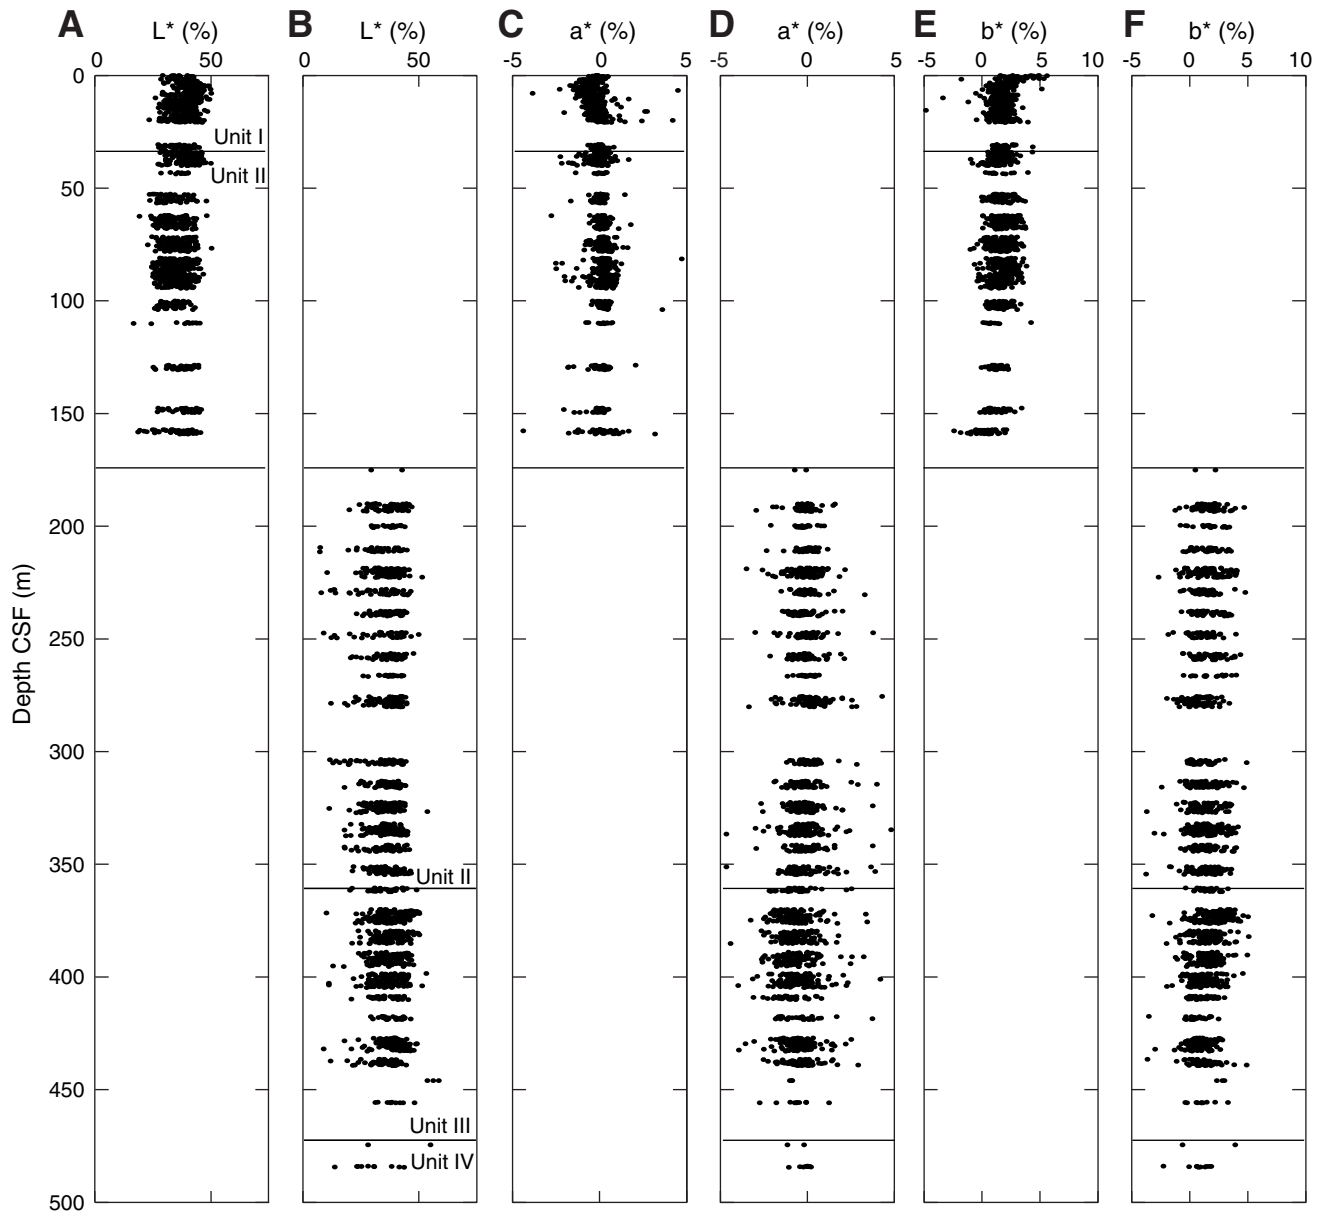 A L* (%) B L* (%) C a* (%) D a* (%) E b* (%) F b* (%)
0 50 0 50 -5 0 5 -5 0 5 -5 0 5 10 -5 0 5 10
0
Unit I
Unit II
50
100
150
200
250
300
350
Unit II
400
450
Unit III
Unit IV
500
Depth CSF (m)